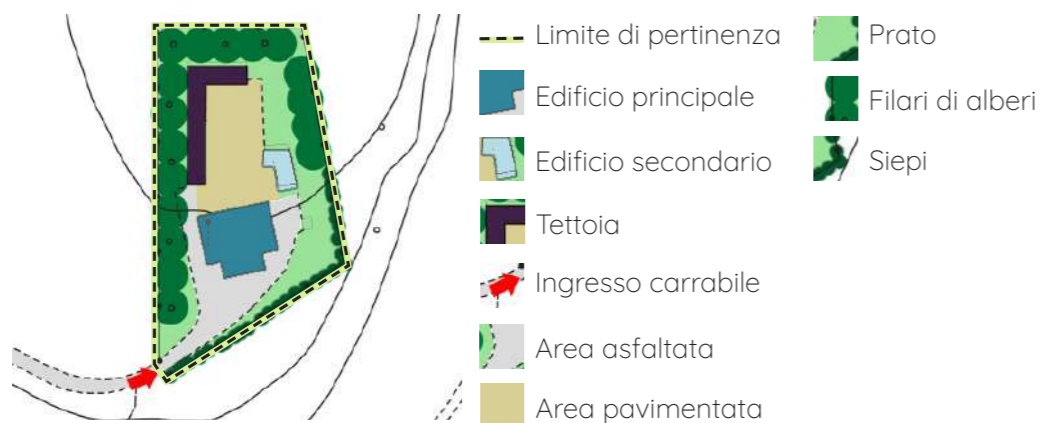 Limite di pertinenza
Edificio principale
Edificio secondario
Tettoia
Ingresso carrabile
Area asfaltata
Area pavimentata
Prato
Filari di alberi
Siepi